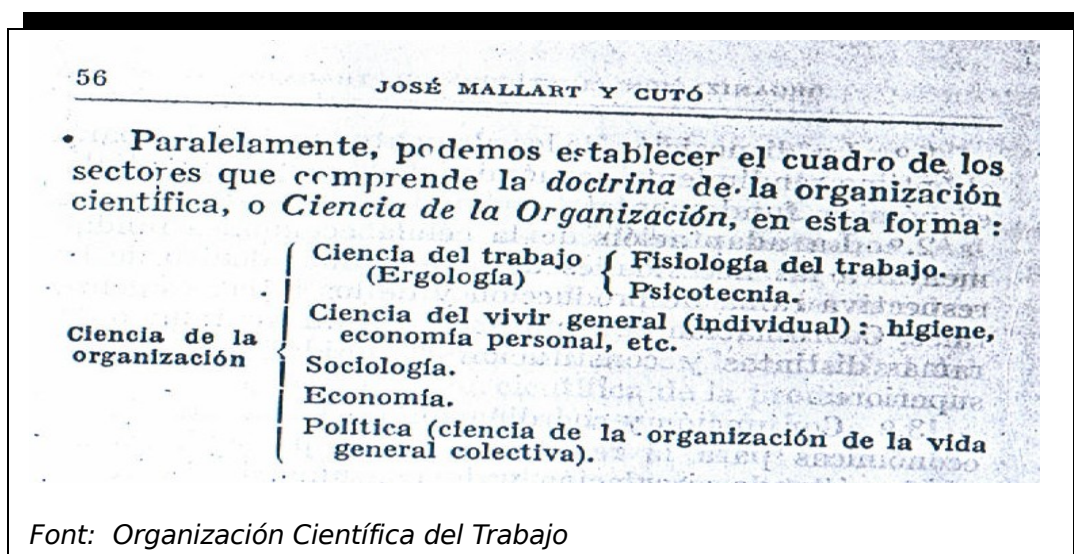 56
JOSÉ MALLART Y CUTÓ
• Paralelamente, podemos establecer el cuadro de los
sectores que comprende la doctrina de la organización
científica, o Ciencia de la Organización, en esta forma :
Ciencia de la
organización
Ciencia del trabajo
(Ergología)
Fisiología del trabajo.
Psicotecnia.
Ciencia del vivir general (individual) : higiene,
economía personal, etc.
Sociología.
Economía.
Política (ciencia de la organización de la vida
general colectiva).
Font: Organización Científica del Trabajo